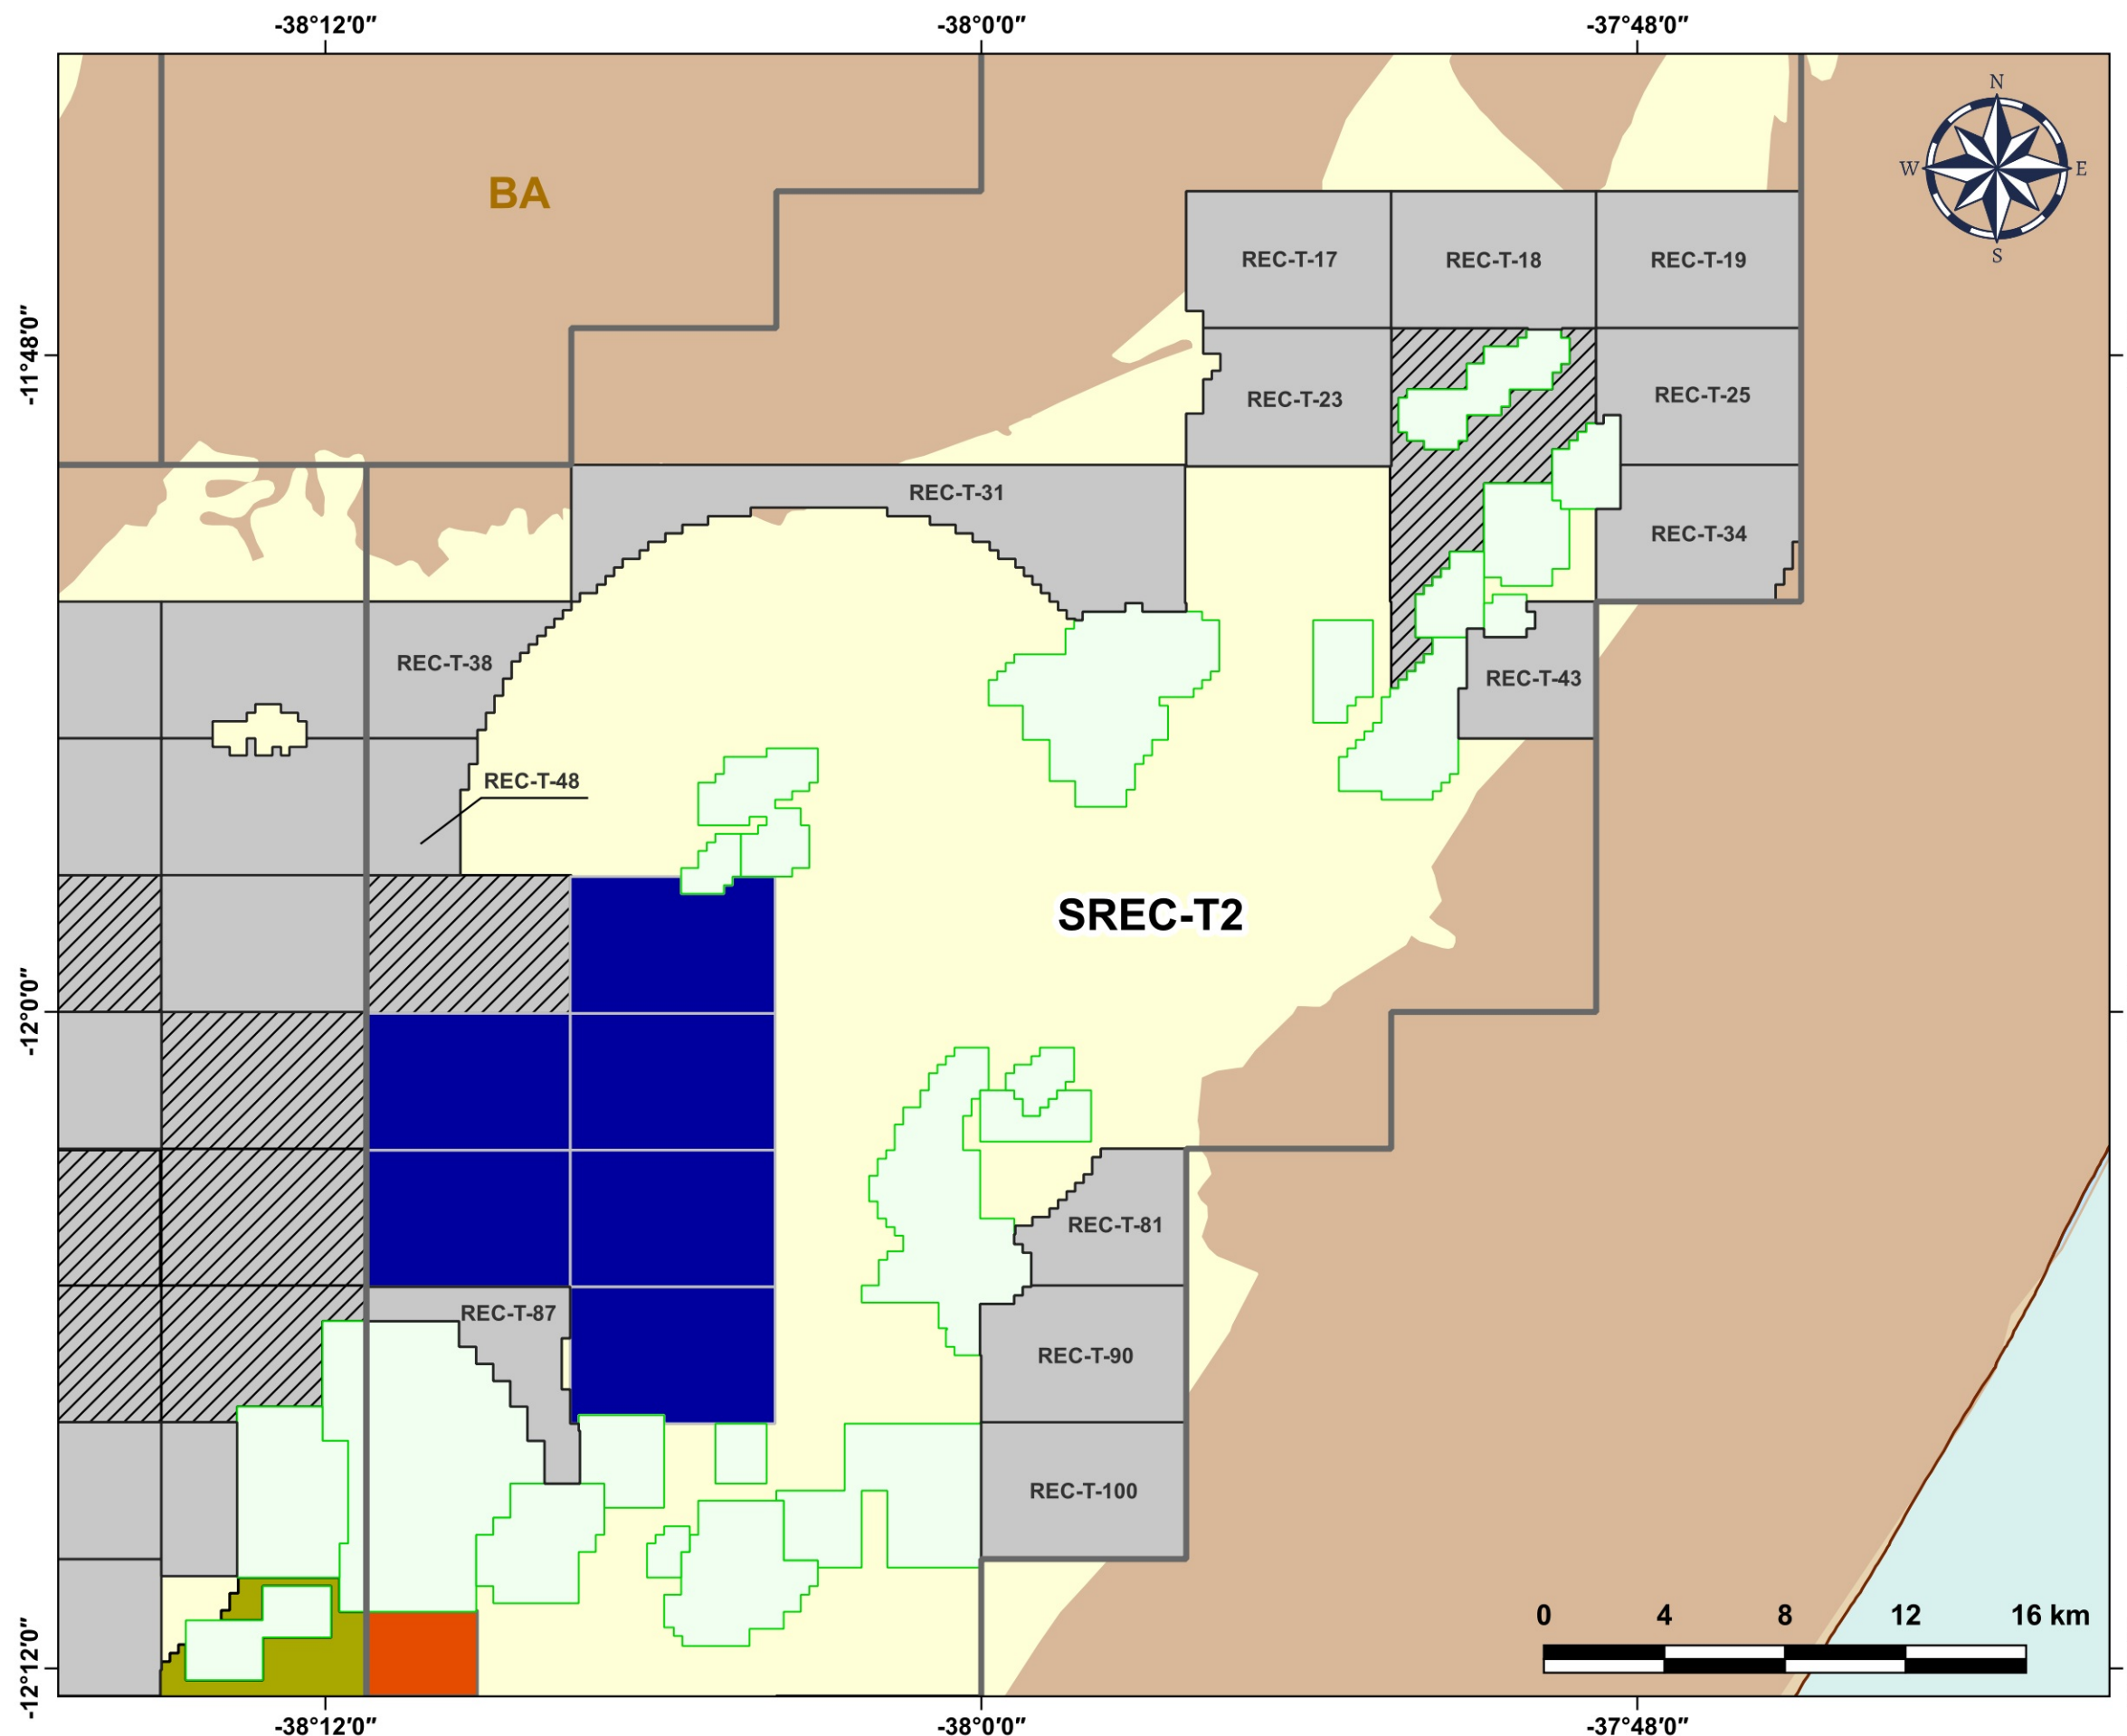 -38°12'0"
-38°0'0"
-37°48'0"
N
W
E
S
BA
REC-T-17
REC-T-18
REC-T-19
-11°48'0"
REC-T-23
REC-T-25
REC-T-31
REC-T-34
REC-T-38
REC-T-43
REC-T-48
SREC-T2
-12°0'0"
REC-T-81
REC-T-87
REC-T-90
REC-T-100
0 4 8 12 16 km
-12°12'0"
-38°12'0"
-38°0'0"
-37°48'0"